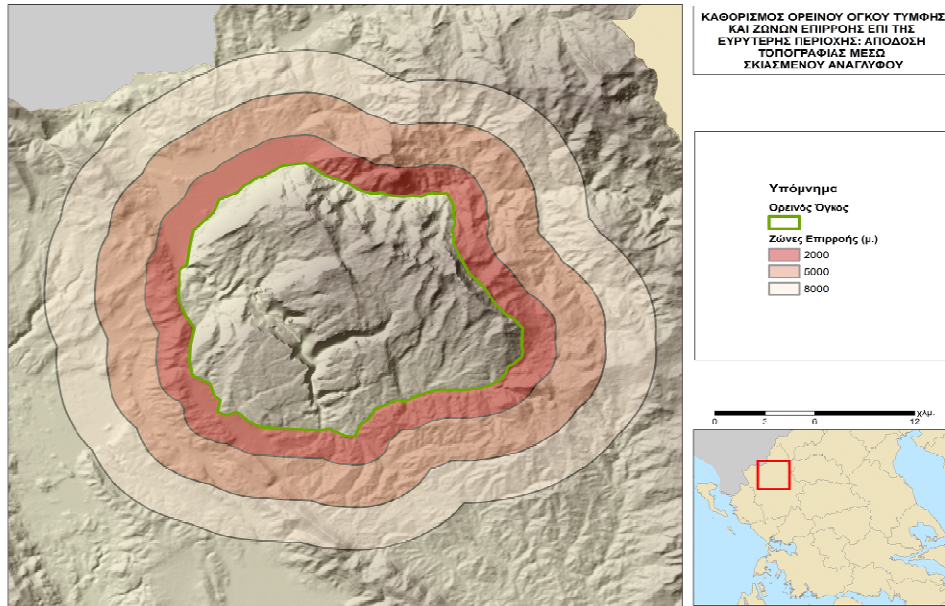 ΚΑΘΟΡΙΣΜΟΣ ΟΡΕΙΝΟΥ ΟΓΚΟΥ ΤΥΜΦΗΣ
ΚΑΙ ΖΩΝΩΝ ΕΠΙΡΡΟΗΣ ΕΠΙ ΤΗΣ
ΕΥΡΥΤΕΡΗΣ ΠΕΡΙΟΧΗΣ: ΑΠΟΔΟΣΗ
ΤΟΠΟΓΡΑΦΙΑΣ ΜΕΣΩ
ΣΚΙΑΣΜΕΝΟΥ ΑΝΑΓΛΥΦΟΥ
Υπόμνημα
Ορεινός Όγκος
Ζώνες Επιρροής (μ.)
2000
5000
8000
0 3 6 12 χλμ.